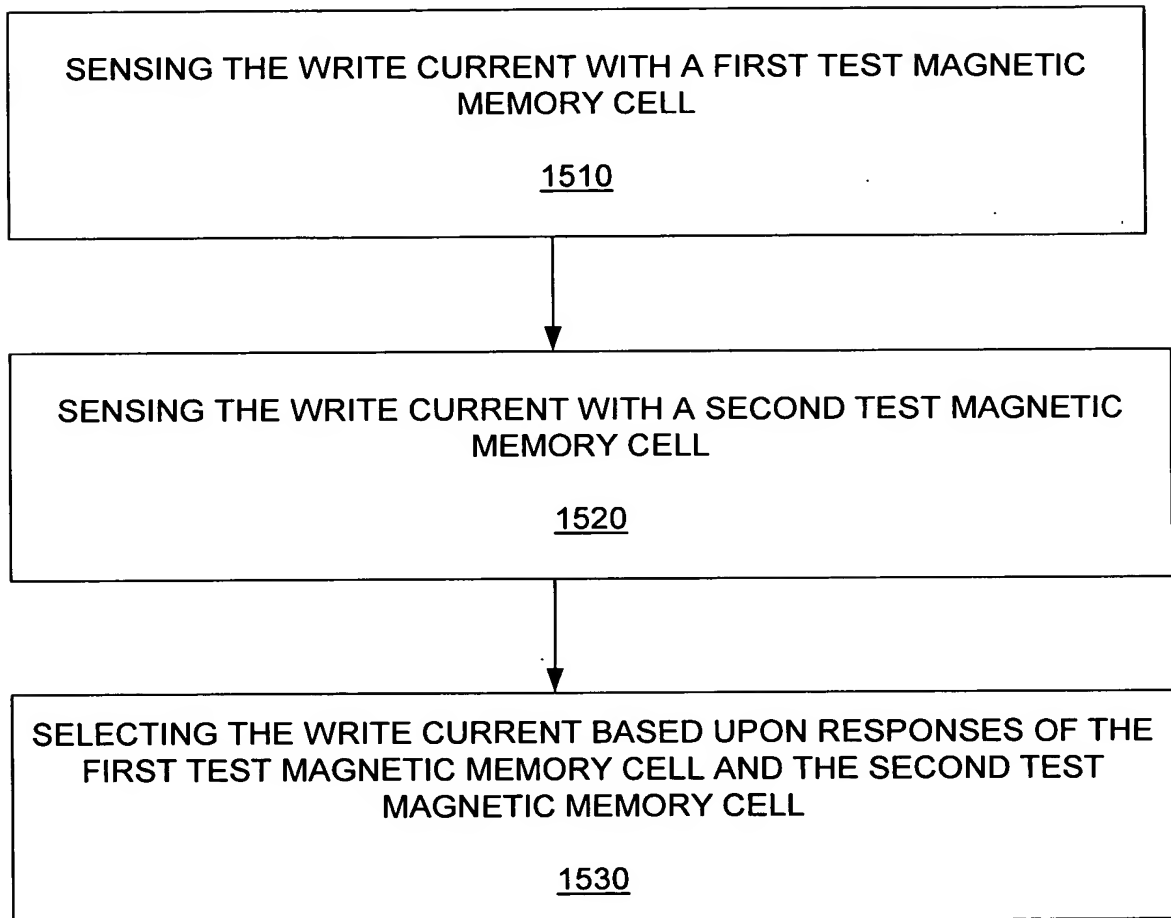 SENSING THE WRITE CURRENT WITH A FIRST TEST MAGNETIC
MEMORY CELL
1510
SENSING THE WRITE CURRENT WITH A SECOND TEST MAGNETIC
MEMORY CELL
1520
SELECTING THE WRITE CURRENT BASED UPON RESPONSES OF THE
FIRST TEST MAGNETIC MEMORY CELL AND THE SECOND TEST
MAGNETIC MEMORY CELL
1530